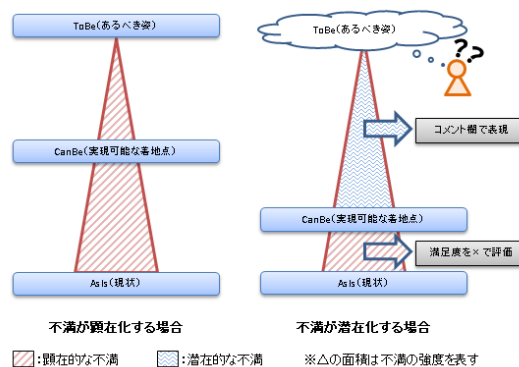 ToBe(あるべき姿)
CanBe(実現可能な着地点)
AsIs(現状)
不満が顕在化する場合
ToBe(あるべき姿)
??
コメント欄で表現
CanBe(実現可能な着地点)
満足度を×で評価
AsIs(現状)
不満が潜在化する場合
:顕在的な不満
:潜在的な不満
※△の面積は不満の強度を表す